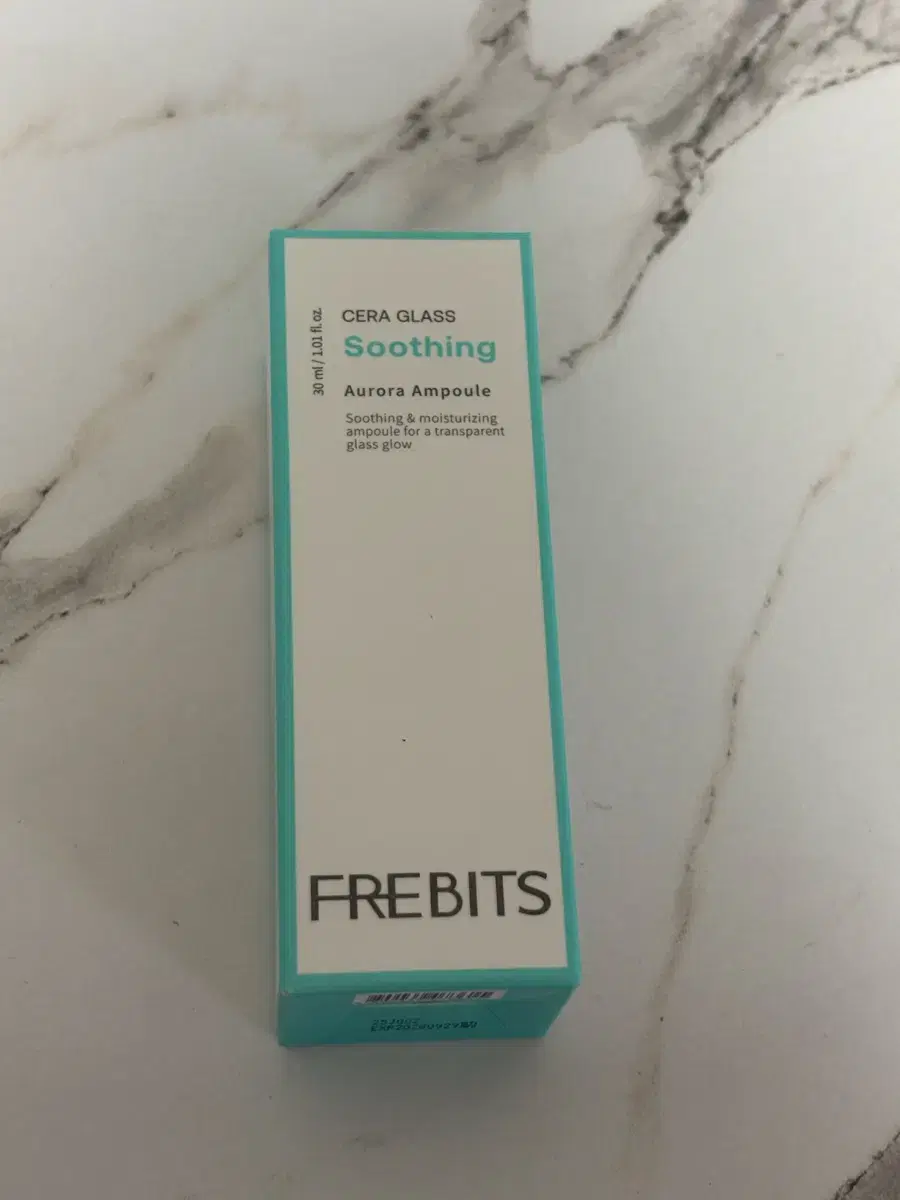 30 ml / 1.01 fl. oz.
CERA GLASS
Soothing
Aurora Ampoule
Soothing & moisturizing
ampoule for a transparent
glass glow
FREBITS